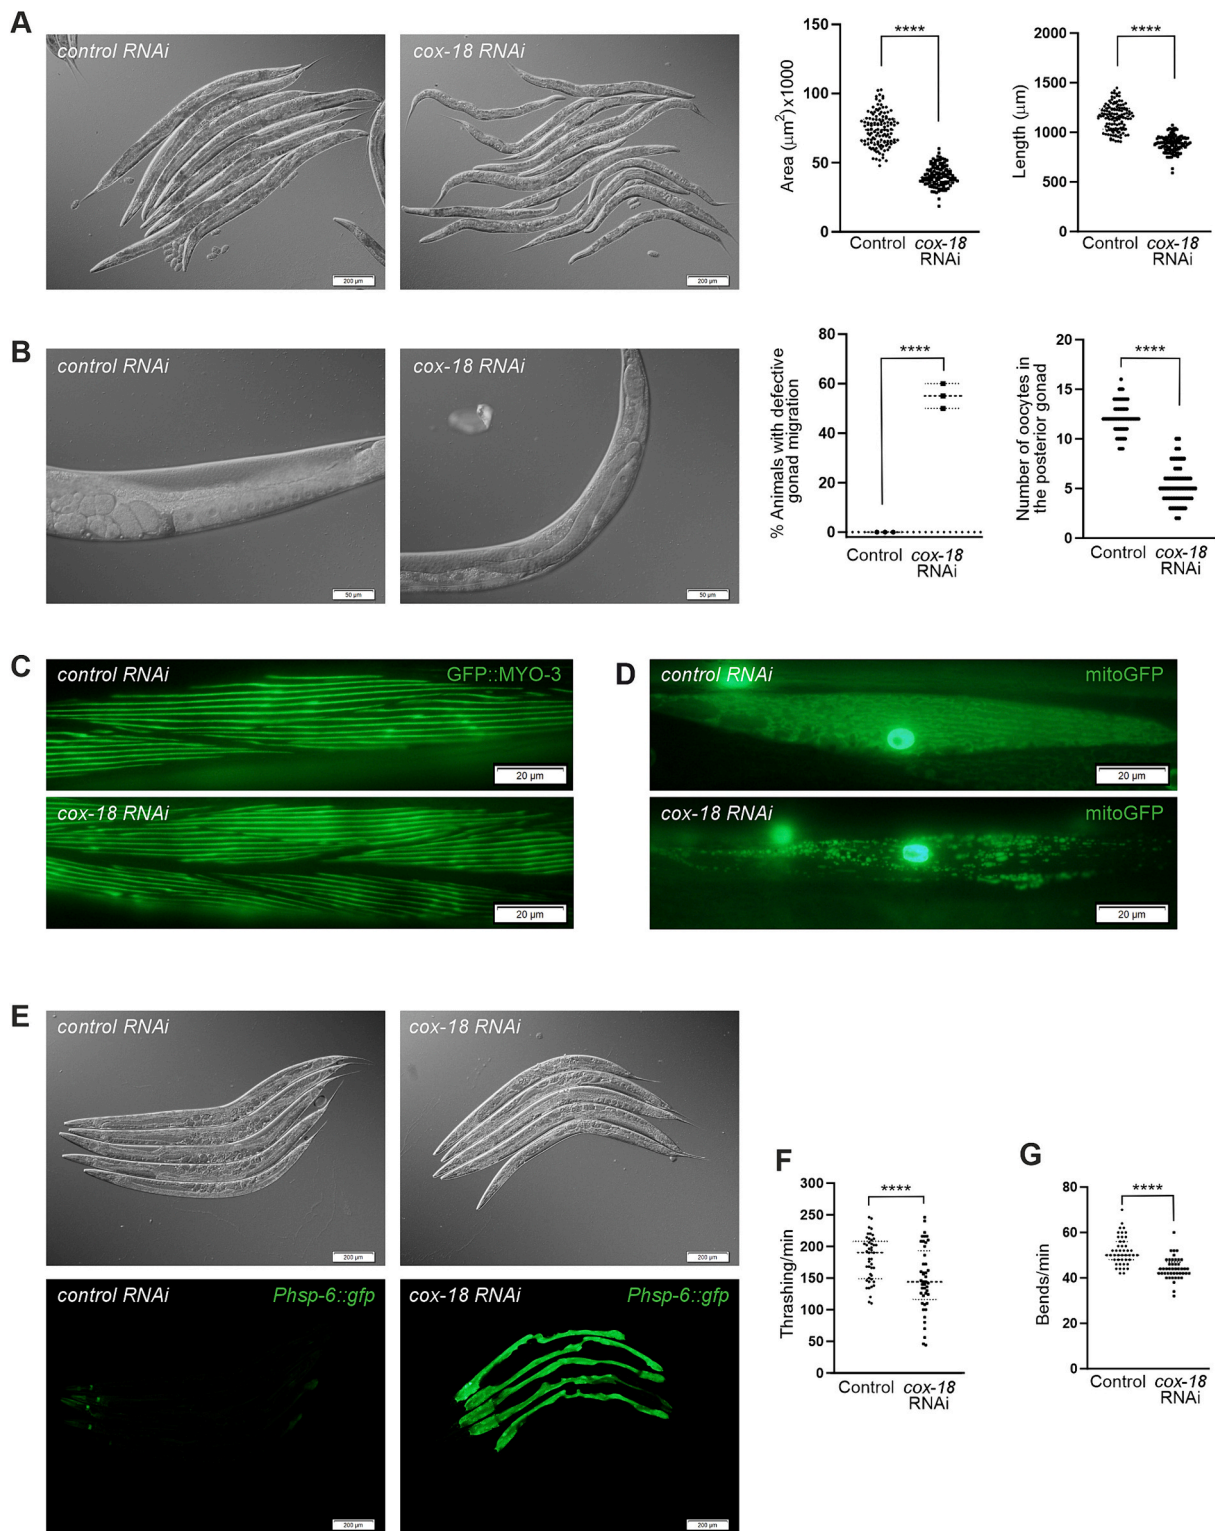 A
control RNAi
200 µm
cox-18 RNAi
200 µm
Area (µm²)x1000
150
100
50
0
****
Control cox-18
RNAi
Length (µm)
2000
1500
1000
500
0
****
Control cox-18
RNAi
B
control RNAi
50 µm
cox-18 RNAi
50 µm
% Animals with defective
gonad migration
80
60
40
20
0
****
Control cox-18
RNAi
Number of oocytes in
the posterior gonad
20
15
10
5
0
****
Control cox-18
RNAi
C
control RNAi
GFP::MYO-3
20 µm
cox-18 RNAi
20 µm
D
control RNAi
mitoGFP
20 µm
cox-18 RNAi
mitoGFP
20 µm
E
control RNAi
200 µm
cox-18 RNAi
200 µm
control RNAi
Phsp-6::gfp
200 µm
cox-18 RNAi
Phsp-6::gfp
200 µm
F
Thrashing/min
300
250
200
150
100
50
0
****
Control cox-18
RNAi
G
Bends/min
80
60
40
20
0
****
Control cox-18
RNAi